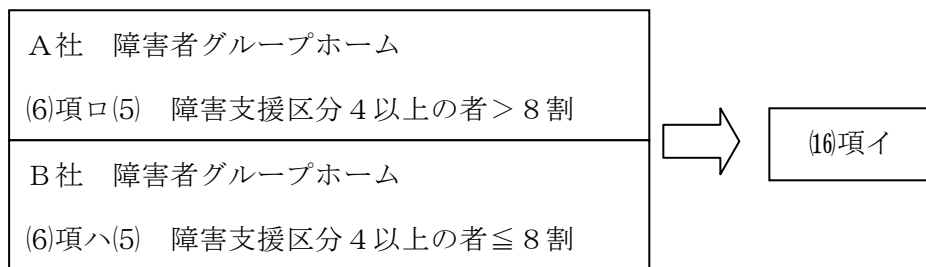 A社　障害者グループホーム
⑹項ロ⑸　障害支援区分４以上の者＞８割
B社　障害者グループホーム
⑹項ハ⑸　障害支援区分４以上の者≦８割
⒃項イ